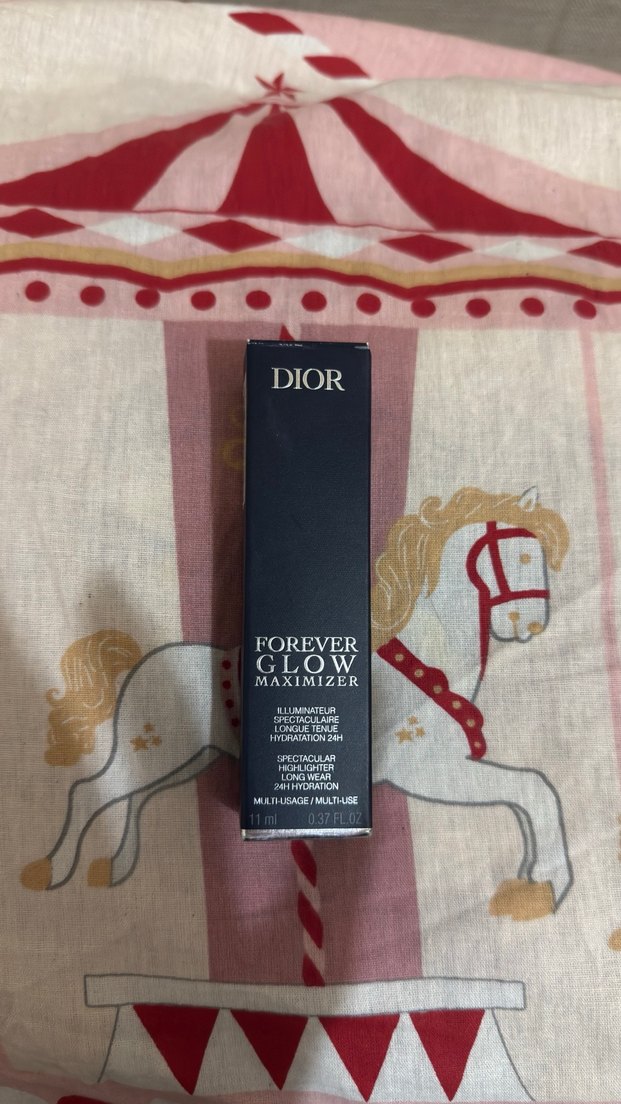 DIOR
FOREVER
GLOW
MAXIMIZER
ILLUMINATEUR
SPECTACULAIRE
LONGUE TENUE
HYDRATATION 24H
SPECTACULAR
HIGHLIGHTER
LONG WEAR
24H HYDRATION
MULTI-USAGE / MULTI-USE
11 ml 0.37 FL.OZ